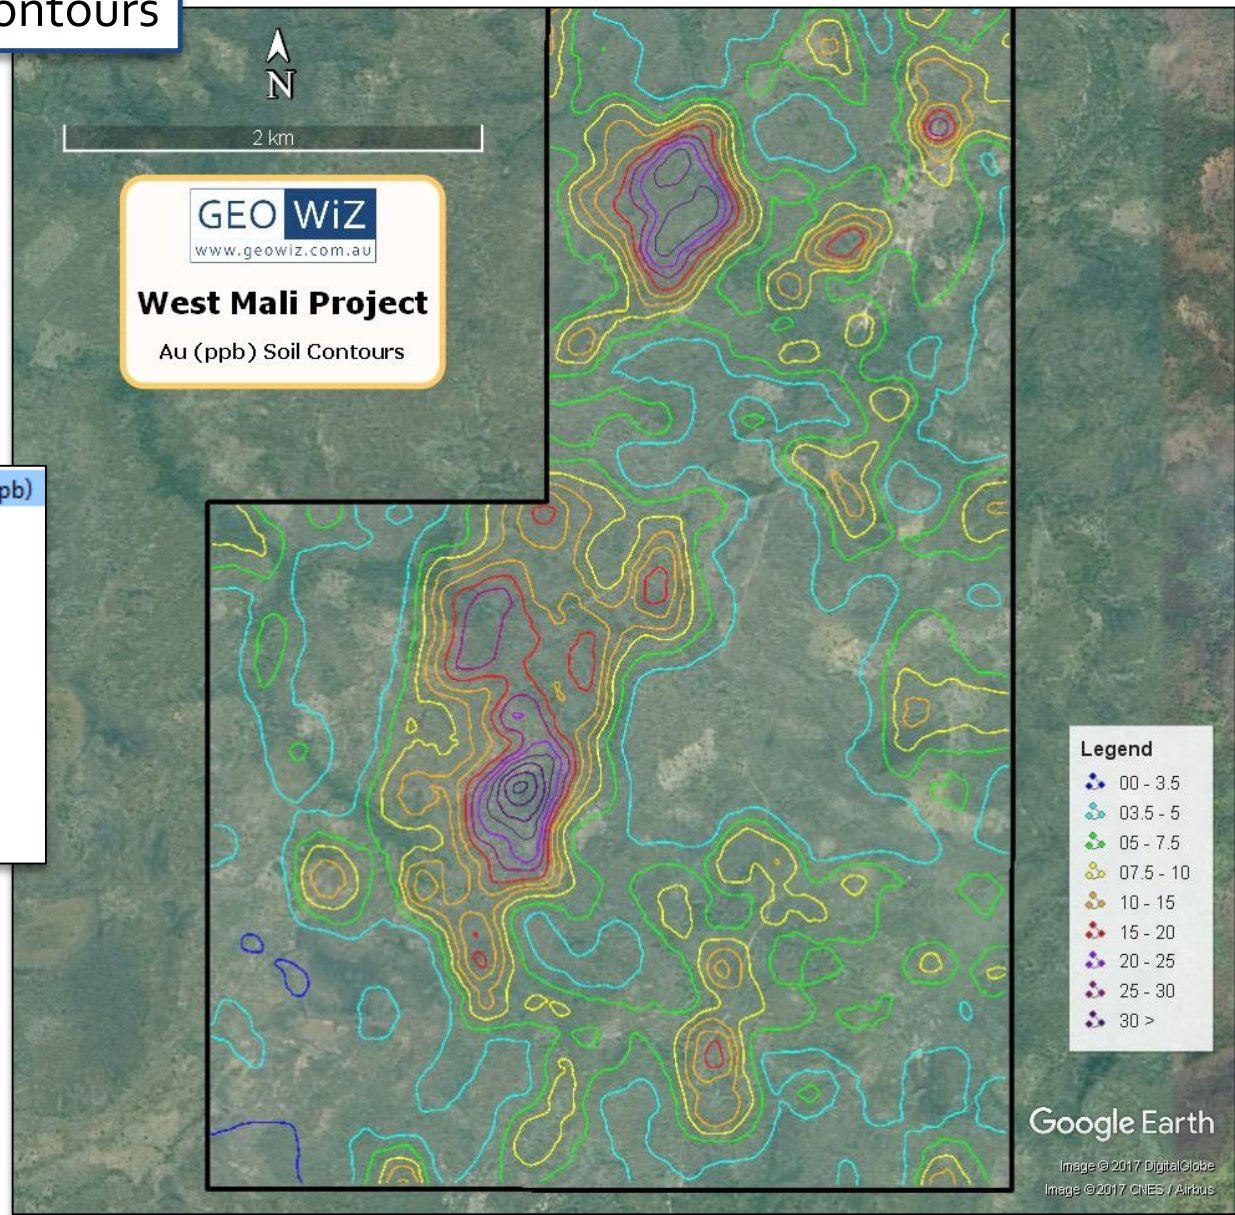 ontours
N
2 km
GEO WiZ
www.geowiz.com.au
West Mali Project
Au (ppb) Soil Contours
pb)
Legend
00 - 3.5
03.5 - 5
05 - 7.5
07.5 - 10
10 - 15
15 - 20
20 - 25
25 - 30
30 >
Google Earth
Image © 2017 DigitalGlobe
Image © 2017 CNES / Airbus